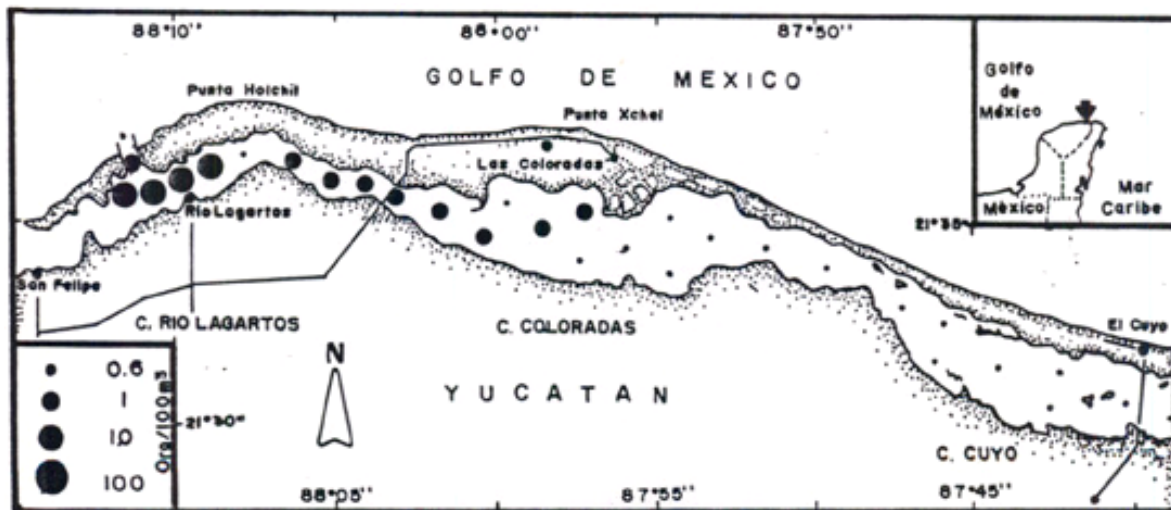 88°10'' 86°00'' 87°50''
GOLFO DE MEXICO
Punta Holchit
Punta Xchel
Las Coloradas
Rio Lagartos
San Felipe
C. RIO LAGARTOS
C. COLORADAS
El Cuyo
N
YUCATAN
C. CUYO
88°05'' 87°55'' 87°45''
Golfo
de
México
México
Mar
Caribe
21°35''
21°30''
0.6
1
10
100
Org/100m³